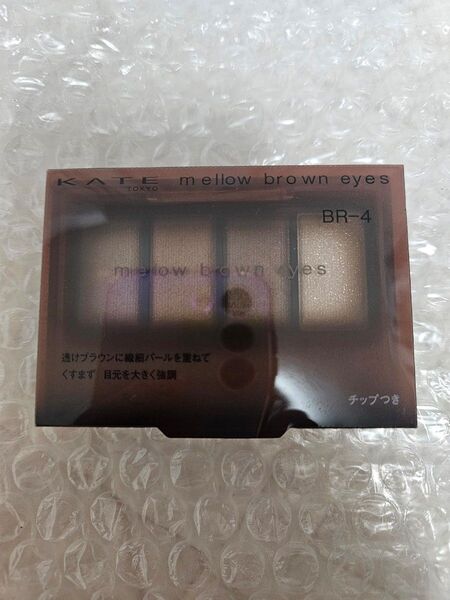 KATE mellow brown eyes
TOKYO
BR-4
mellow brown eyes
透けブラウンに繊細パールを重ねて
くすまず 目元を大きく強調
チップつき